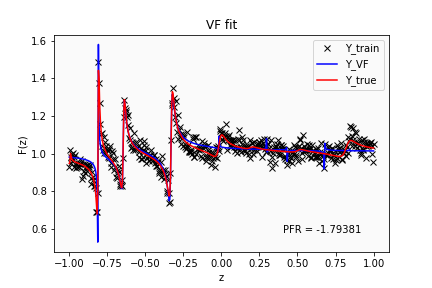 VF fit
Y_train
Y_VF
Y_true
F(z)
1.6
1.4
1.2
1.0
0.8
0.6
PFR = -1.79381
−1.00 −0.75 −0.50 −0.25 0.00 0.25 0.50 0.75 1.00
z